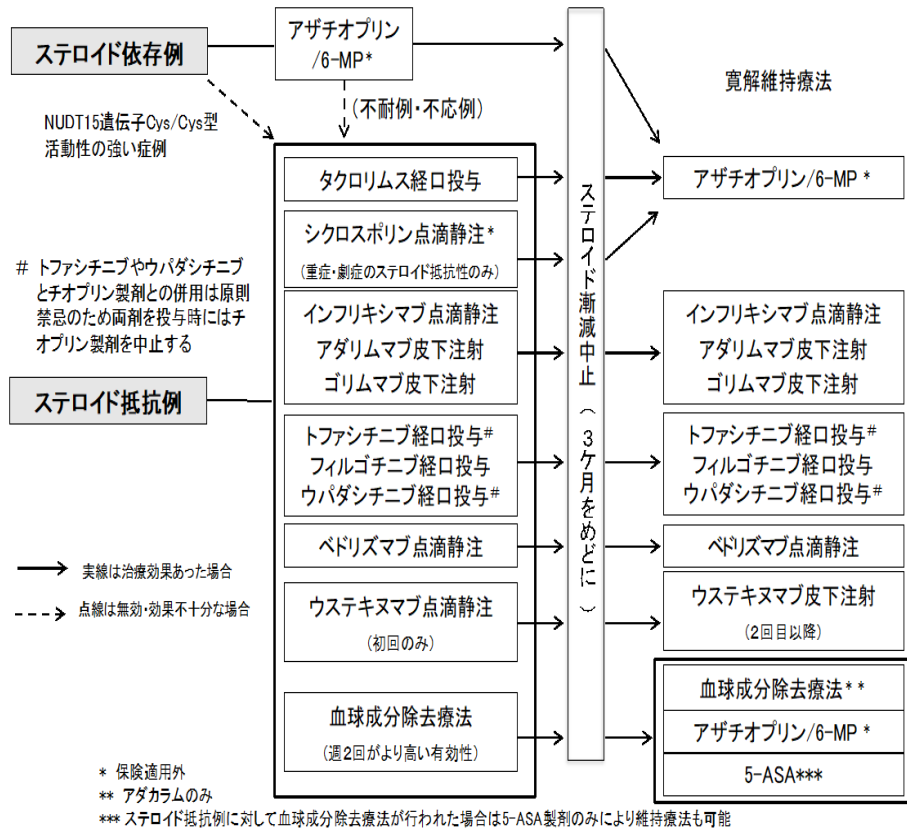 ステロイド依存例
アザチオプリン
/6-MP*
寛解維持療法
(不耐例・不応例)
NUDT15遺伝子Cys/Cys型
活動性の強い症例
タクロリムス経口投与
アザチオプリン/6-MP *
シクロスポリン点滴静注*
(重症・劇症のステロイド抵抗性のみ)
# トファシチニブやウパダシチニブ
とチオプリン製剤との併用は原則
禁忌のため両剤を投与時にはチ
オプリン製剤を中止する
インフリキシマブ点滴静注
アダリムマブ皮下注射
ゴリムマブ皮下注射
ステロイド漸減中止(3ケ月をめどに)
インフリキシマブ点滴静注
アダリムマブ皮下注射
ゴリムマブ皮下注射
ステロイド抵抗例
トファシチニブ経口投与#
フィルゴチニブ経口投与
ウパダシチニブ経口投与#
トファシチニブ経口投与#
フィルゴチニブ経口投与
ウパダシチニブ経口投与#
ベドリズマブ点滴静注
ベドリズマブ点滴静注
実線は治療効果あった場合
点線は無効・効果不十分な場合
ウステキヌマブ点滴静注
(初回のみ)
ウステキヌマブ皮下注射
(2回目以降)
血球成分除去療法
(週2回がより高い有効性)
血球成分除去療法**
アザチオプリン/6-MP *
5-ASA***
* 保険適用外
** アダカラムのみ
*** ステロイド抵抗例に対して血球成分除去療法が行われた場合は5-ASA製剤のみにより維持療法も可能